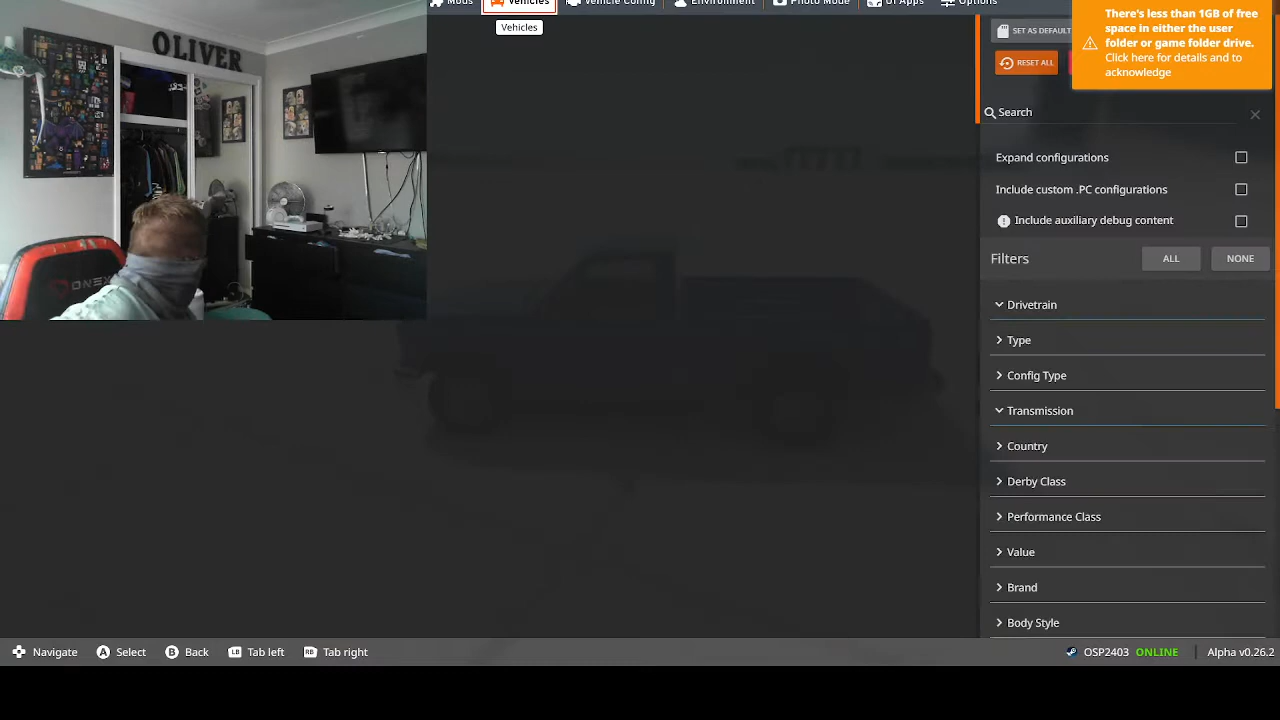 Mods
Vehicles
Vehicle Config
Environment
Photo Mode
UI Apps
Options
Vehicles
OLIVER
ONEX
SET AS DEFAULT
RESET ALL
There's less than 1GB of free
space in either the user
folder or game folder drive.
Click here for details and to
acknowledge
Search
Expand configurations
Include custom .PC configurations
Include auxiliary debug content
Filters
ALL
NONE
Drivetrain
Type
Config Type
Transmission
Country
Derby Class
Performance Class
Value
Brand
Body Style
Navigate
A Select
B Back
LB Tab left
RB Tab right
OSP2403 ONLINE
Alpha v0.26.2